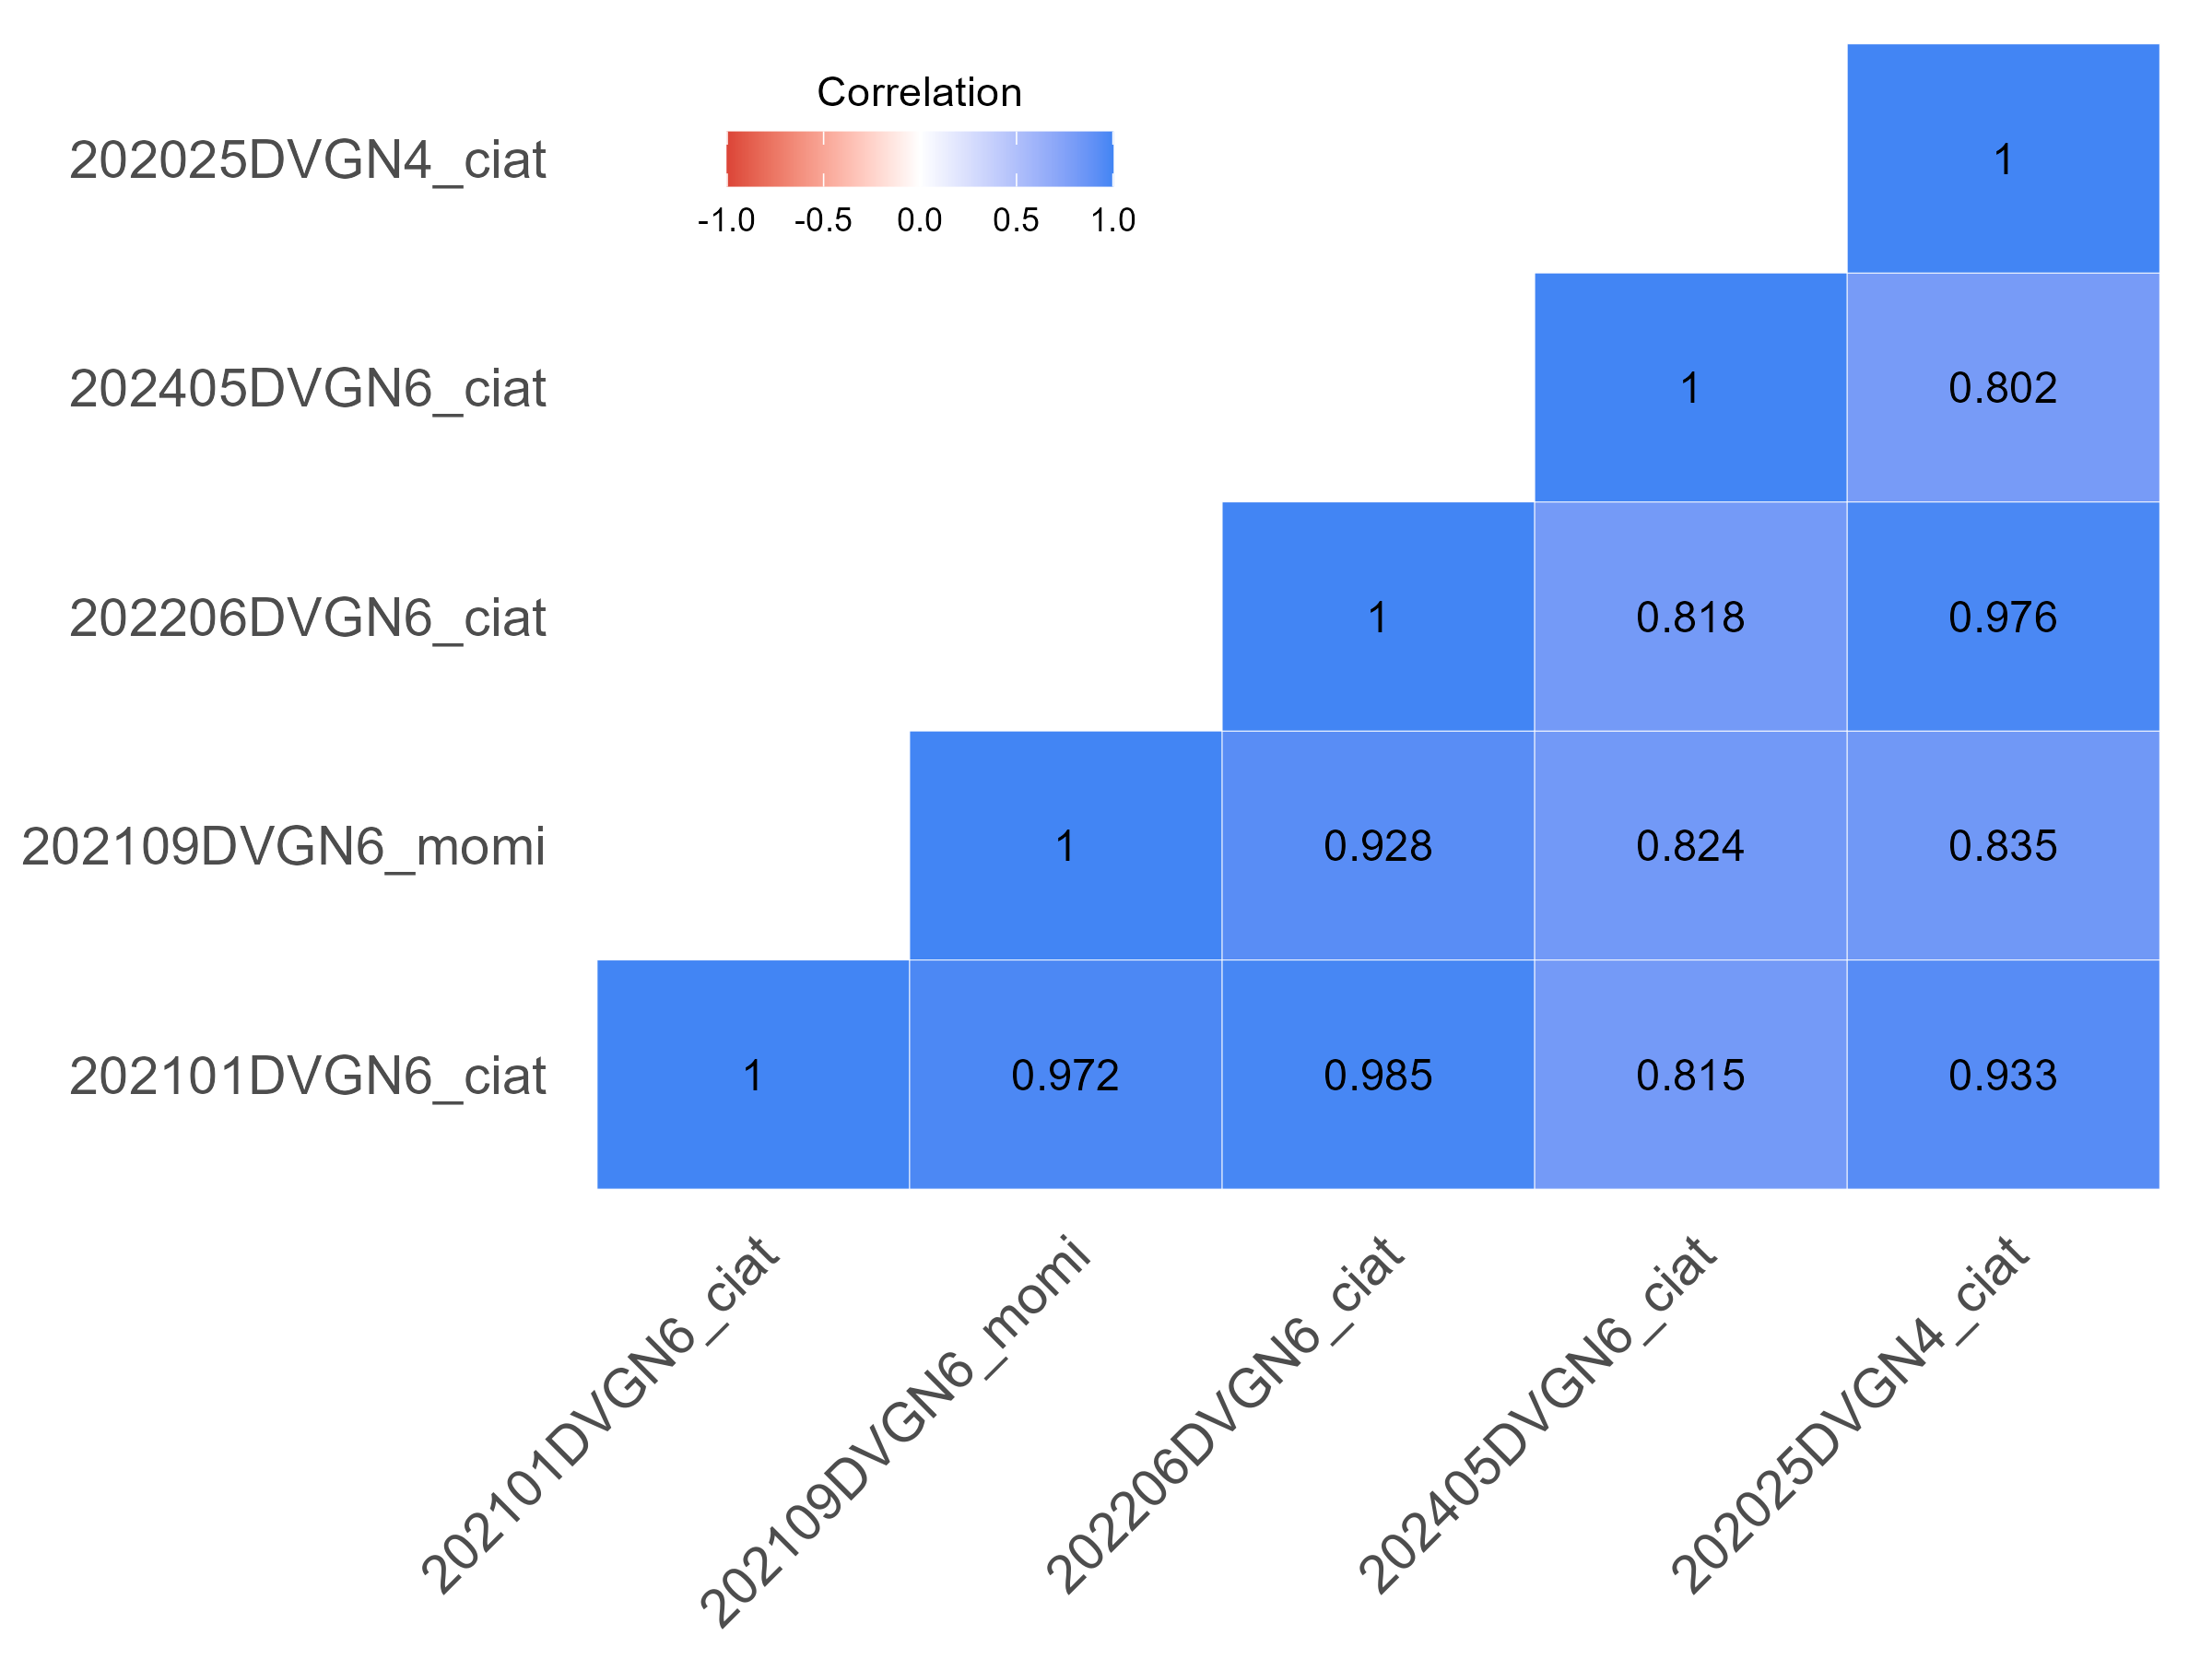 Correlation
-1.0 -0.5 0.0 0.5 1.0
202025DVGN4_ciat 1
202405DVGN6_ciat 1 0.802
202206DVGN6_ciat 1 0.818 0.976
202109DVGN6_momi 1 0.928 0.824 0.835
202101DVGN6_ciat 1 0.972 0.985 0.815 0.933
202101DVGN6_ciat
202109DVGN6_momi
202206DVGN6_ciat
202405DVGN6_ciat
202025DVGN4_ciat